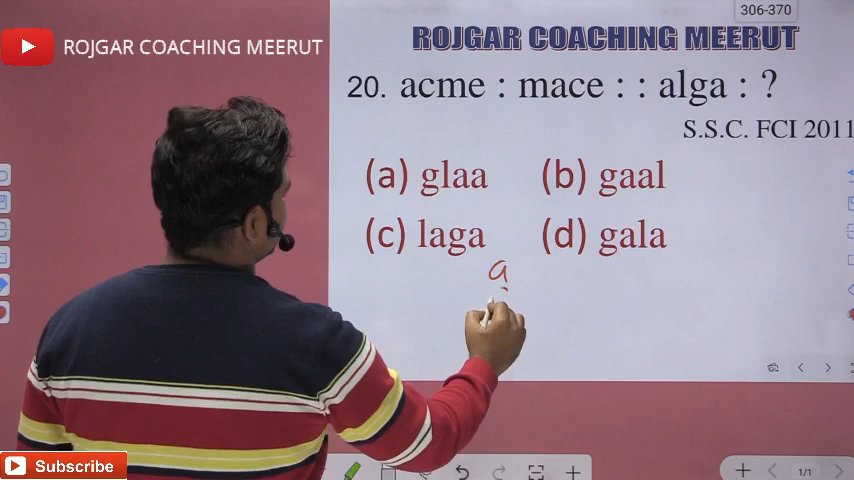 306-370
ROJGAR COACHING MEERUT
ROJGAR COACHING MEERUT
20. acme : mace : : alga : ?
S.S.C. FCI 2011
(a) glaa (b) gaal
(c) laga (d) gala
a
Subscribe
1/1